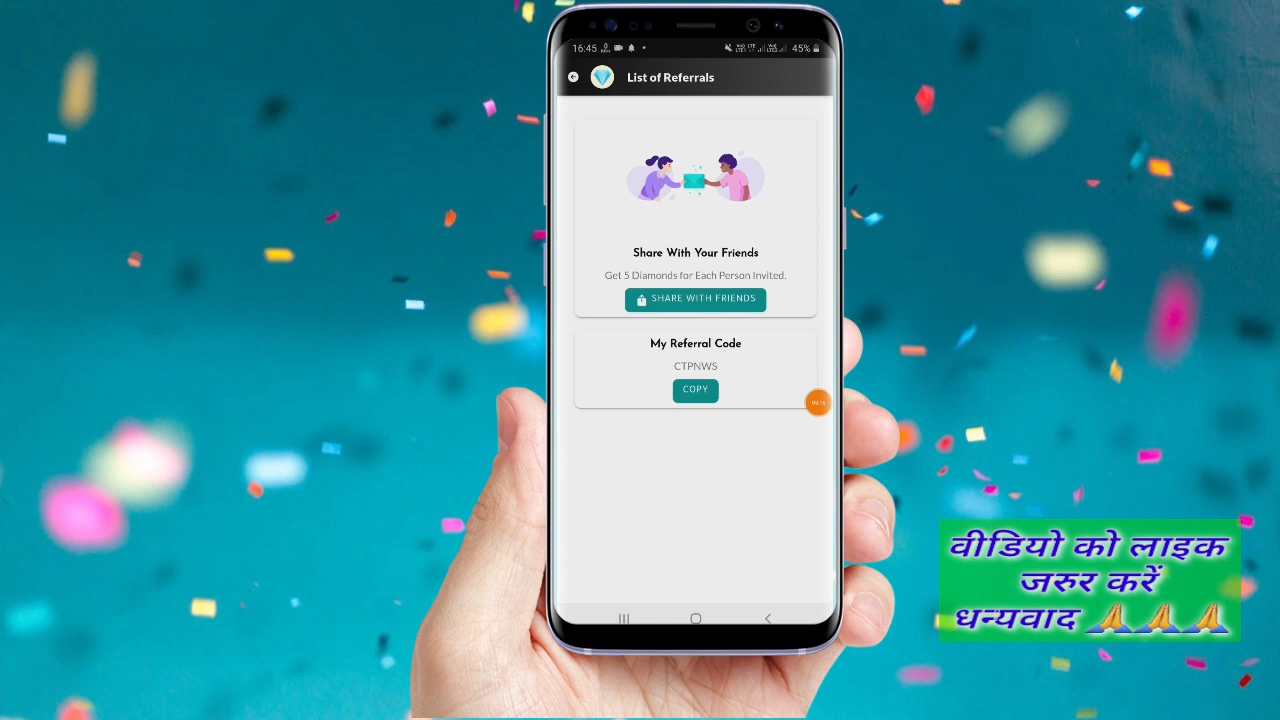 16:45
45%
List of Referrals
Share With Your Friends
Get 5 Diamonds for Each Person Invited.
SHARE WITH FRIENDS
My Referral Code
CTPNWS
COPY
वीडियो को लाइक
जरुर करें
धन्यवाद 🙏🙏🙏